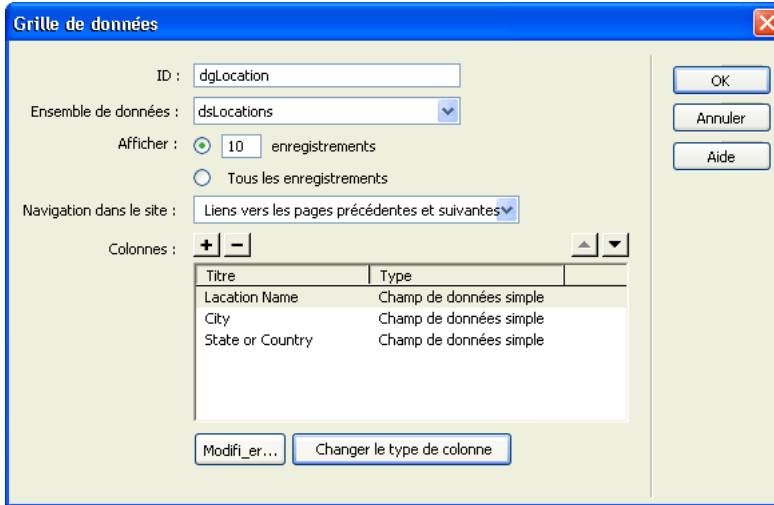 Grille de données
ID : dgLocation
OK
Ensemble de données : dsLocations
Annuler
Afficher : 10 enregistrements
Aide
Tous les enregistrements
Navigation dans le site : Liens vers les pages précédentes et suivantes
Colonnes : + −
Titre Type
Lacation Name Champ de données simple
City Champ de données simple
State or Country Champ de données simple
Modifi_er... Changer le type de colonne